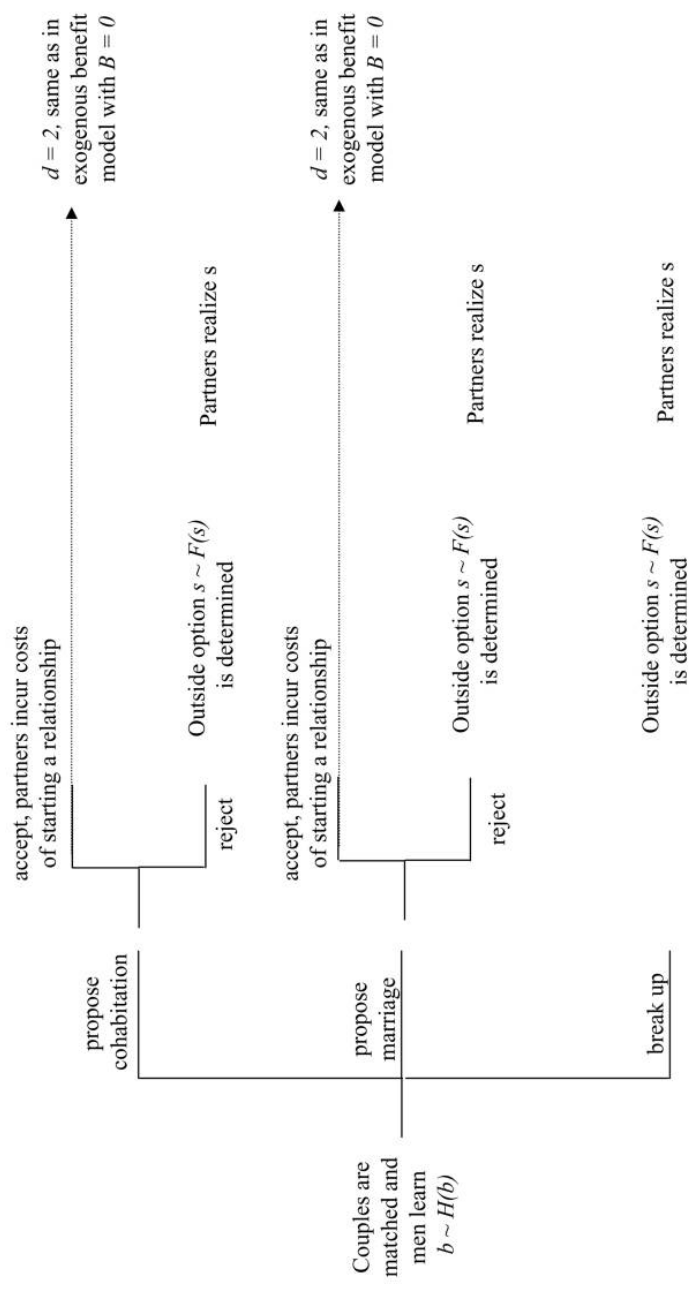 Couples are
matched and
men learn
b ~ H(b)
propose
cohabitation
propose
marriage
break up
accept, partners incur costs
of starting a relationship
reject
accept, partners incur costs
of starting a relationship
reject
Outside option s ~ F(s)
is determined
Outside option s ~ F(s)
is determined
Outside option s ~ F(s)
is determined
Partners realize s
Partners realize s
Partners realize s
d = 2, same as in
exogenous benefit
model with B = 0
d = 2, same as in
exogenous benefit
model with B = 0